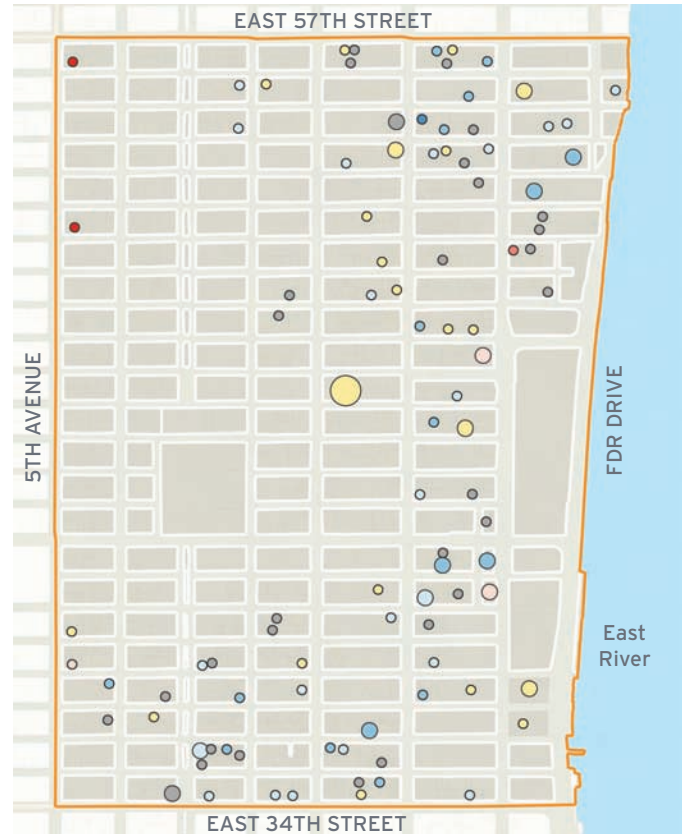 EAST 57TH STREET
5TH AVENUE
FDR DRIVE
East
River
EAST 34TH STREET